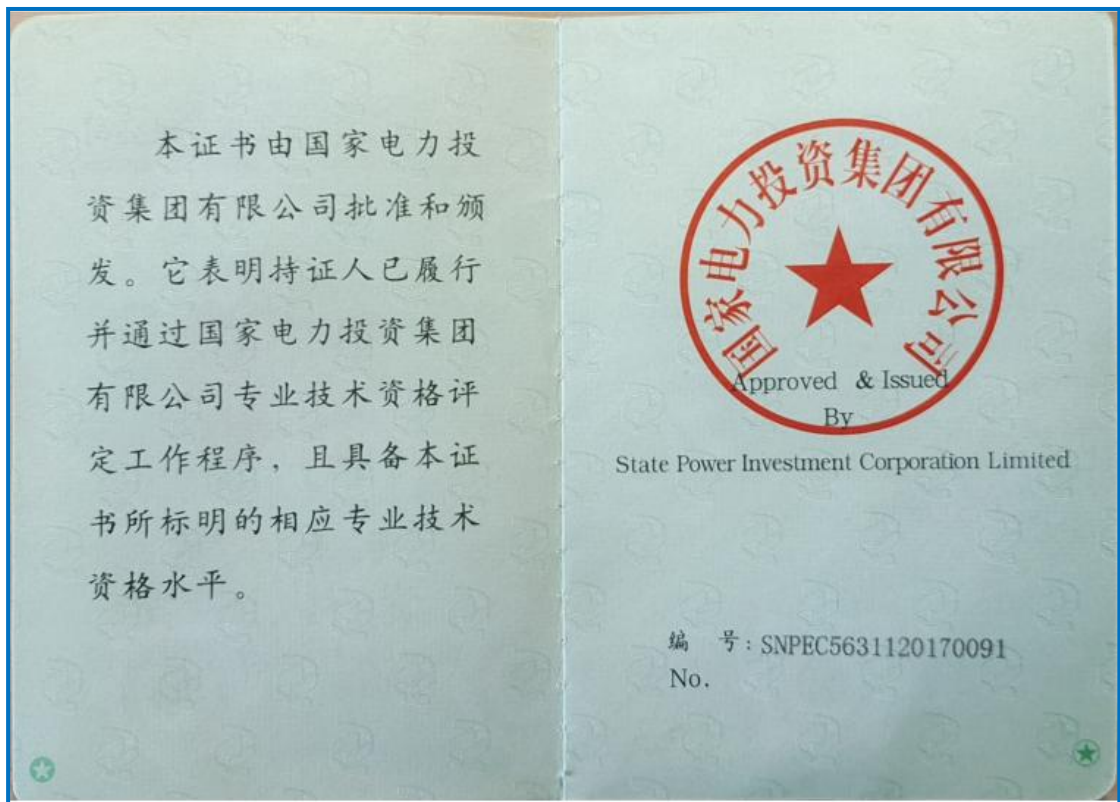 本证书由国家电力投
资集团有限公司批准和颁
发。它表明持证人已履行
并通过国家电力投资集团
有限公司专业技术资格评
定工作程序，且具备本证
书所标明的相应专业技术
资格水平。
国家电力投资集团有限公司
Approved & Issued
By
State Power Investment Corporation Limited
编 号：SNPEC5631120170091
No.